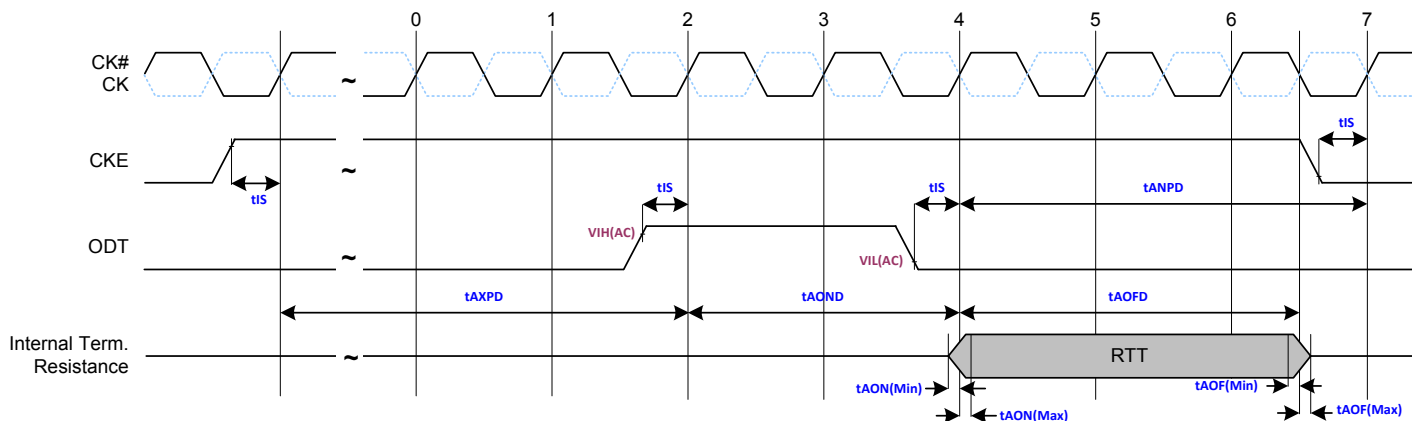 0 1 2 3 4 5 6 7
CK#
CK
~
CKE
~
tIS
tIS
tIS
tIS
tANPD
ODT
VIH(AC)
VIL(AC)
~
tAXPD
tAOND
tAOFD
Internal Term.
Resistance
~
RTT
tAON(Min)
tAOF(Min)
tAON(Max)
tAOF(Max)